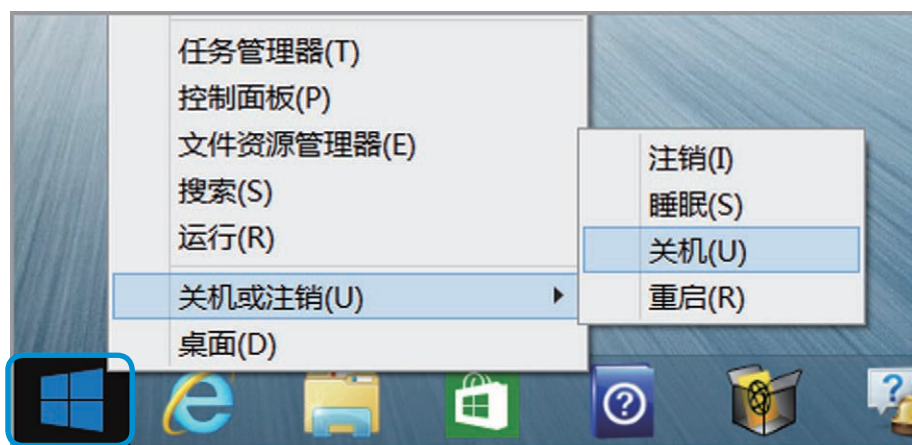 任务管理器(T)
控制面板(P)
文件资源管理器(E)
搜索(S)
运行(R)
关机或注销(U)
桌面(D)
注销(I)
睡眠(S)
关机(U)
重启(R)
?
?